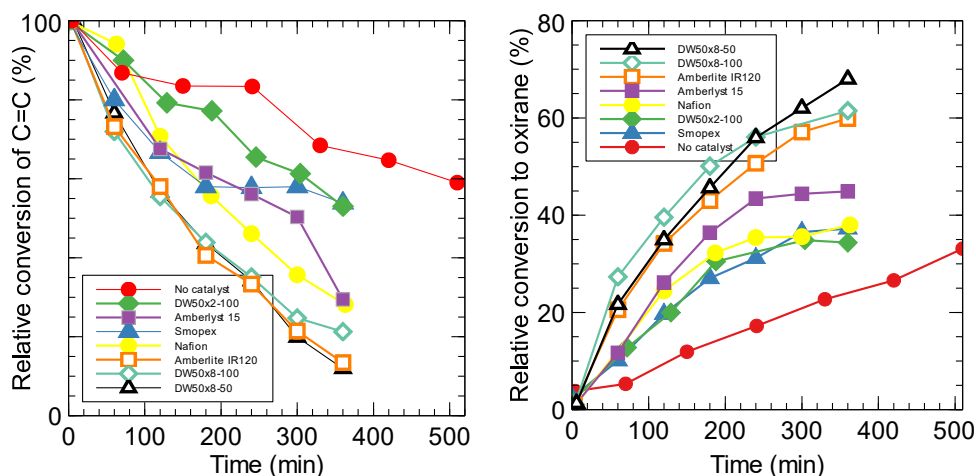 Relative conversion of C=C (%)
100
0
No catalyst
DW50x2-100
Amberlyst 15
Smopex
Nafion
Amberlite IR120
DW50x8-100
DW50x8-50
0 100 200 300 400 500
Time (min)
Relative conversion to oxirane (%)
80
60
40
20
0
DW50x8-50
DW50x8-100
Amberlite IR120
Amberlyst 15
Nafion
DW50x2-100
Smopex
No catalyst
0 100 200 300 400 500
Time (min)